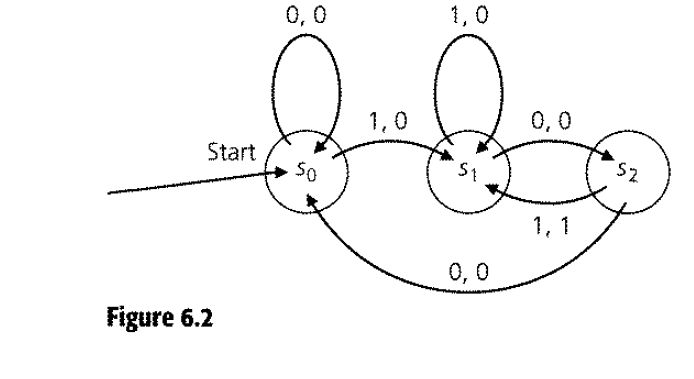 0, 0
1, 0
1, 0
0, 0
Start
s0
s1
s2
1, 1
0, 0
Figure 6.2